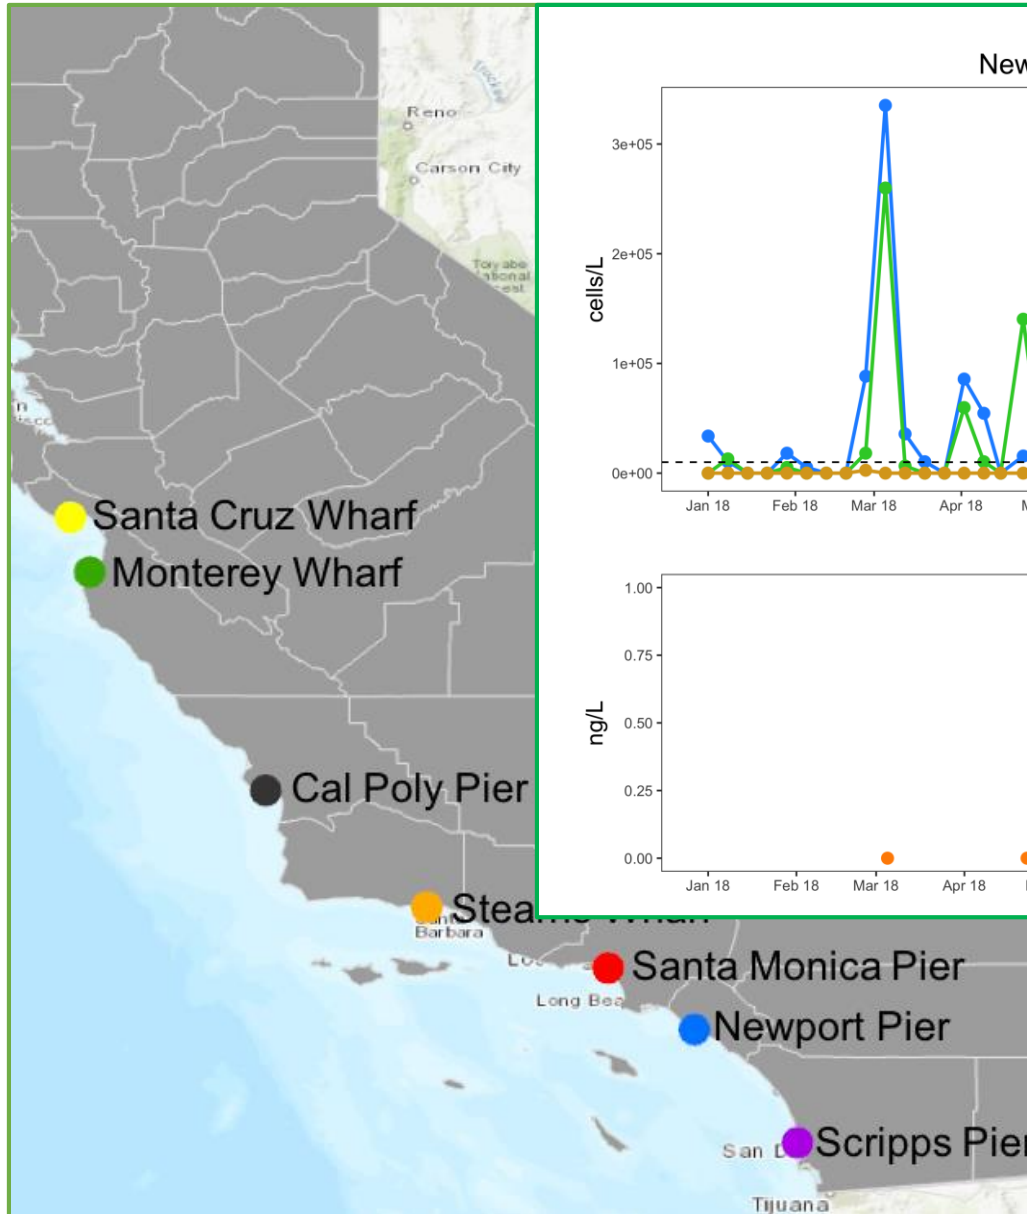 Reno
Carson City
New
cells/L
3e+05
2e+05
1e+05
0e+00
Jan 18
Feb 18
Mar 18
Apr 18
M
Santa Cruz Wharf
Monterey Wharf
ng/L
1.00
0.75
0.50
0.25
0.00
Jan 18
Feb 18
Mar 18
Apr 18
Cal Poly Pier
Stearns Wharf
Barbara
Santa Monica Pier
Long Bea
Newport Pier
San D
Scripps Pier
Tijuana